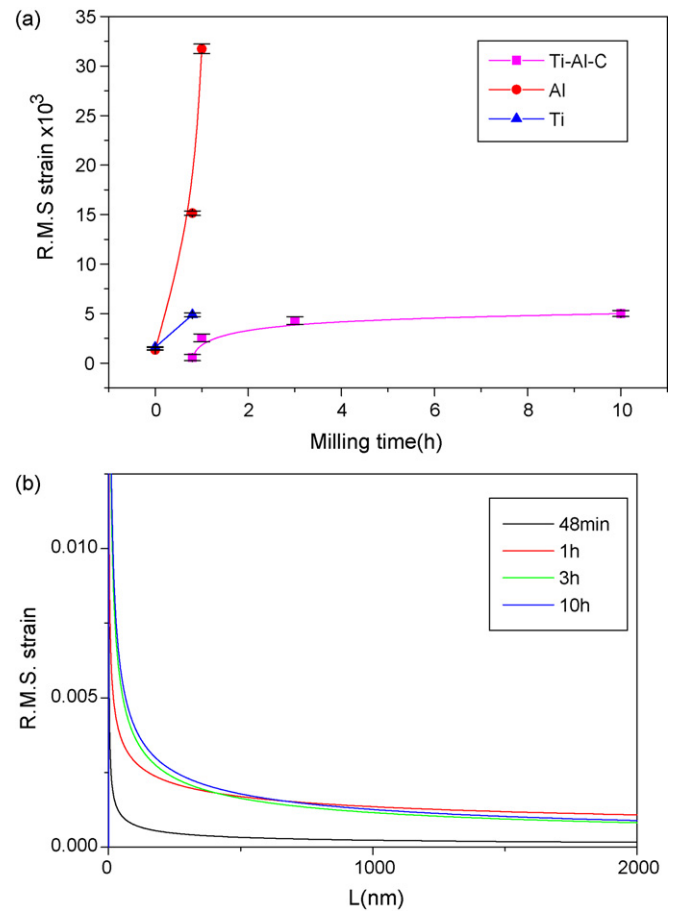 (a)
35
30
25
20
15
10
5
0
R.M.S strain x10³
Ti-Al-C
Al
Ti
0 2 4 6 8 10
Milling time(h)
(b)
0.010
0.005
0.000
R.M.S. strain
48min
1h
3h
10h
0 1000 2000
L(nm)